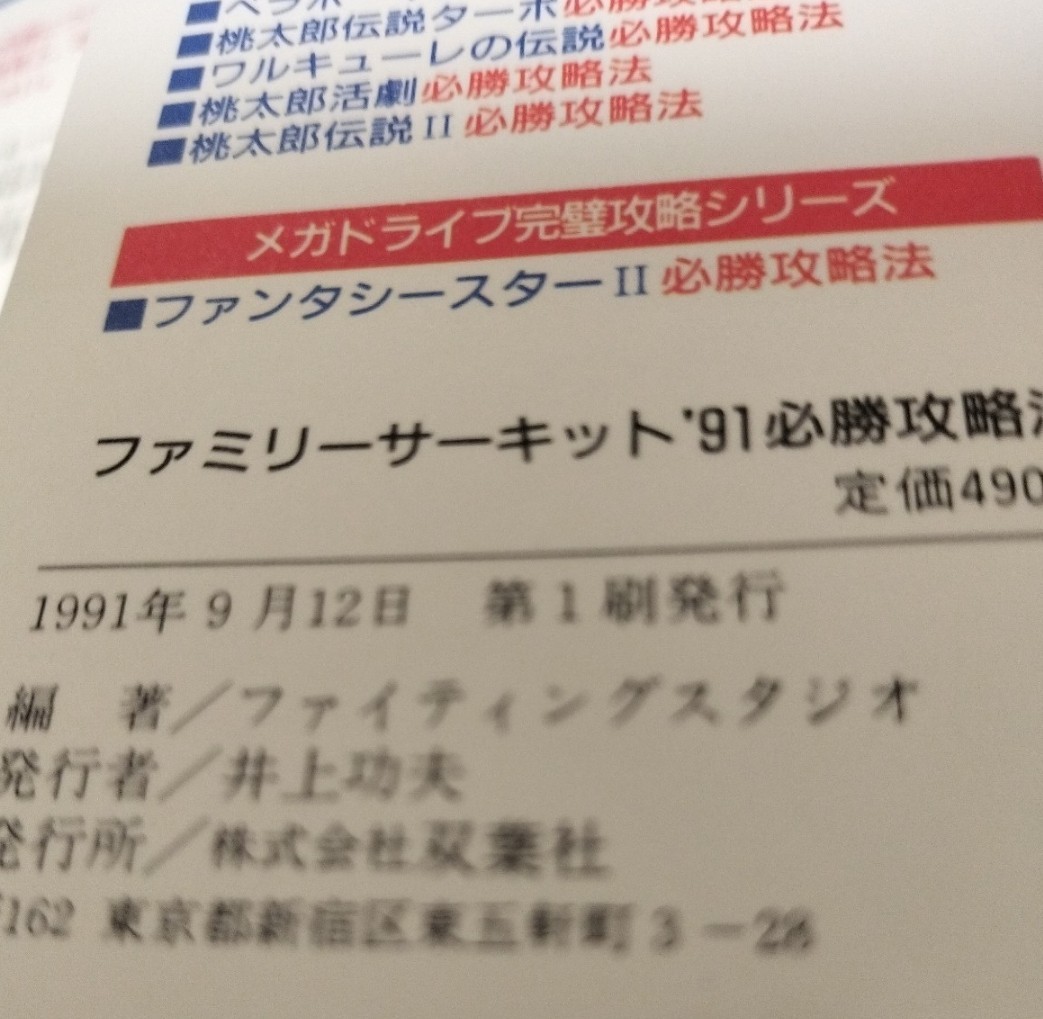 ■ベラボー
■桃太郎伝説ターボ必勝攻略法
■ワルキューレの伝説必勝攻略法
■桃太郎活劇必勝攻略法
■桃太郎伝説II必勝攻略法
メガドライブ完璧攻略シリーズ
■ファンタシースターII必勝攻略法
ファミリーサーキット'91必勝攻略法
定価490
1991年9月12日 第1刷発行
編 著／ファイティングスタジオ
発行者／井上功夫
発行所／株式会社双葉社
162 東京都新宿区東五軒町3-28